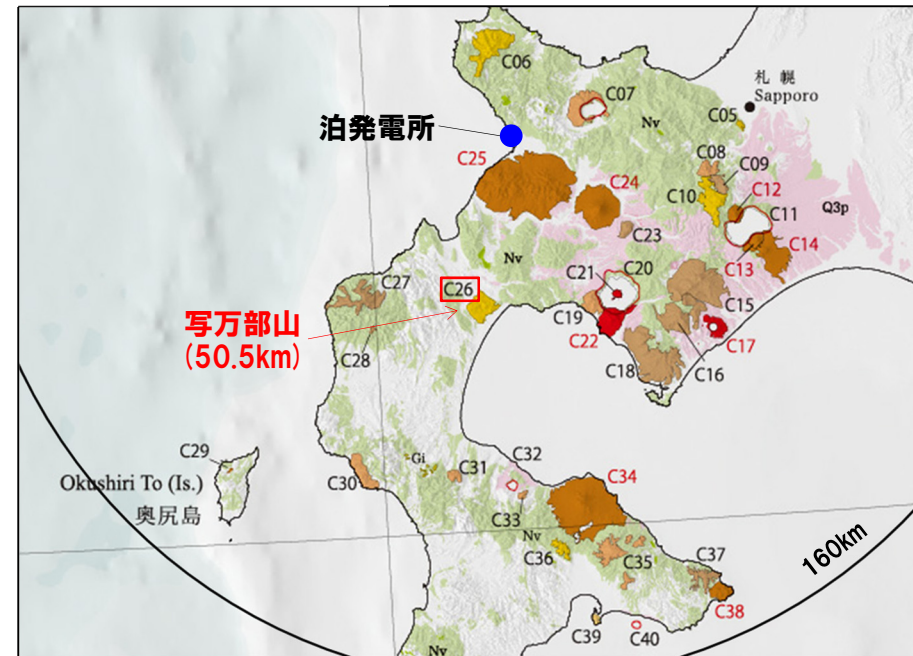 C06
札幌
Sapporo
C07
Nv
C05
泊発電所
C25
C08
C09
C24
C12
C10
C11
Q3p
C14
C23
C13
Nv
C21
C20
C27
C26
C15
C19
写万部山
(50.5km)
C22
C17
C28
C16
C18
C29
Gi
C32
C31
C34
Okushiri To (Is.)
C30
奥尻島
C33
Nv
160km
C36
C35
C37
C38
C39
C40
Nv